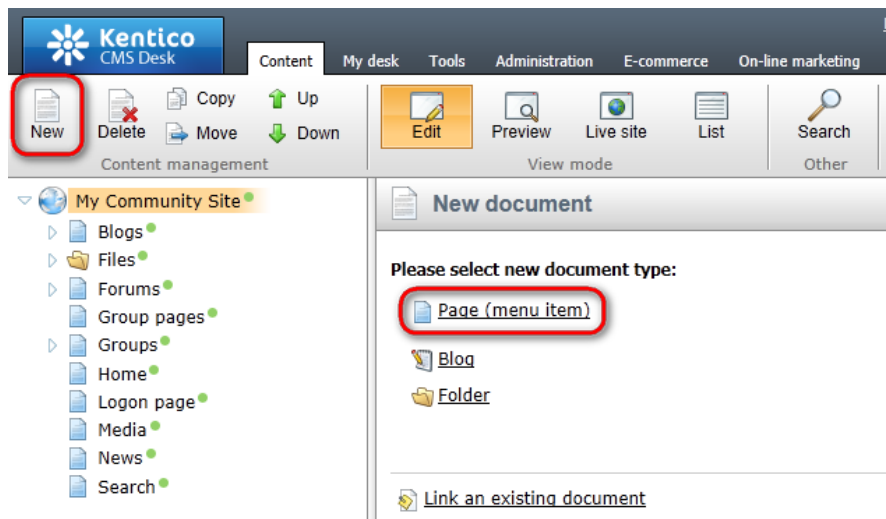 Kentico
CMS Desk
Content My desk Tools Administration E-commerce On-line marketing
New Delete Copy Move Up Down
Content management
Edit Preview Live site List
View mode
Search
Other
My Community Site
Blogs
Files
Forums
Group pages
Groups
Home
Logon page
Media
News
Search
New document
Please select new document type:
Page (menu item)
Blog
Folder
Link an existing document